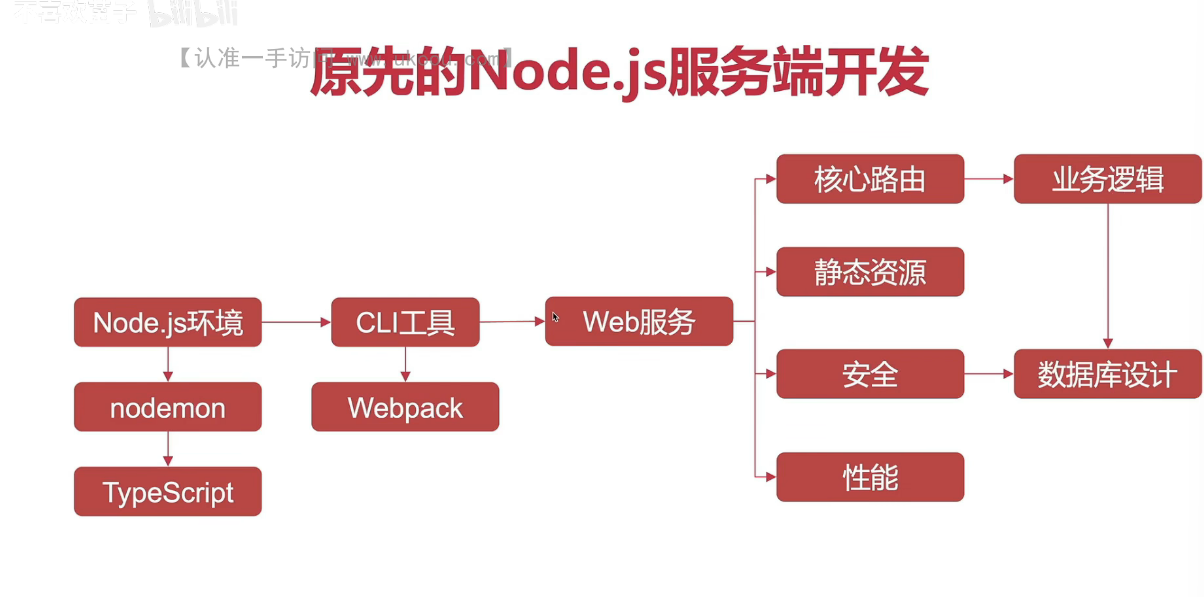 bilibili
【认准一手访问 www.ukoou.com】
原先的Node.js服务端开发
核心路由
业务逻辑
静态资源
Node.js环境
CLI工具
Web服务
安全
数据库设计
nodemon
Webpack
性能
TypeScript